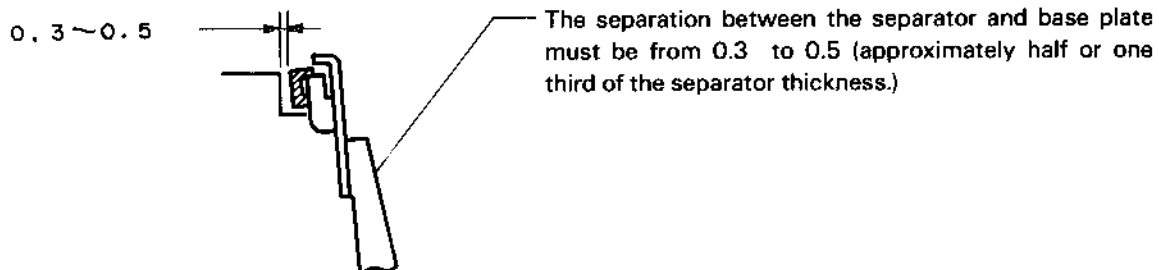 0.3~0.5
The separation between the separator and base plate
must be from 0.3 to 0.5 (approximately half or one
third of the separator thickness.)